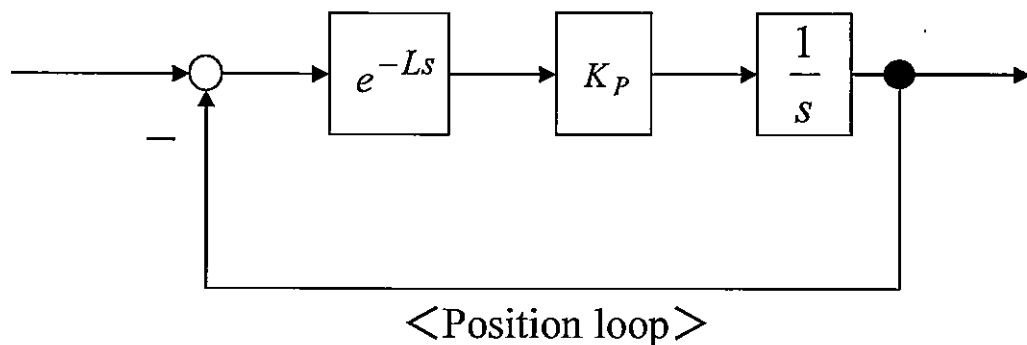 e^{-Ls}
K_P
1
s
−
<Position loop>